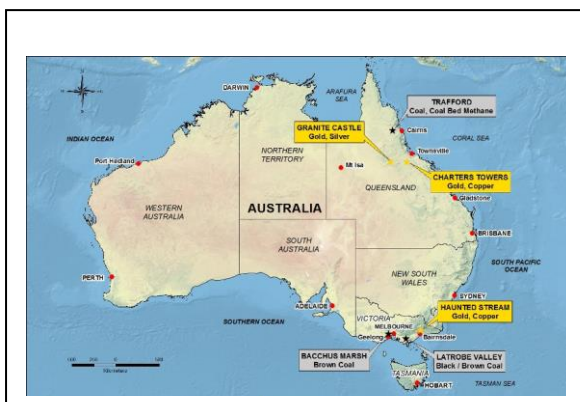 DARWIN
ARAFURA
SEA
TRAFFORD
Coal, Coal Bed Methane
GRANITE CASTLE
Gold, Silver
Cairns
CORAL SEA
INDIAN OCEAN
Port Hedland
NORTHERN
TERRITORY
Townsville
Mt Isa
CHARTERS TOWERS
Gold, Copper
QUEENSLAND
Gladstone
WESTERN
AUSTRALIA
AUSTRALIA
BRISBANE
SOUTH
AUSTRALIA
SOUTH PACIFIC
OCEAN
NEW SOUTH
WALES
PERTH
ADELAIDE
SYDNEY
HAUNTED STREAM
Gold, Copper
SOUTHERN OCEAN
VICTORIA
MELBOURNE
Geelong
Bairnsdale
BACCHUS MARSH
Brown Coal
LATROBE VALLEY
Black / Brown Coal
Kilometres
TASMANIA
HOBART
TASMAN SEA